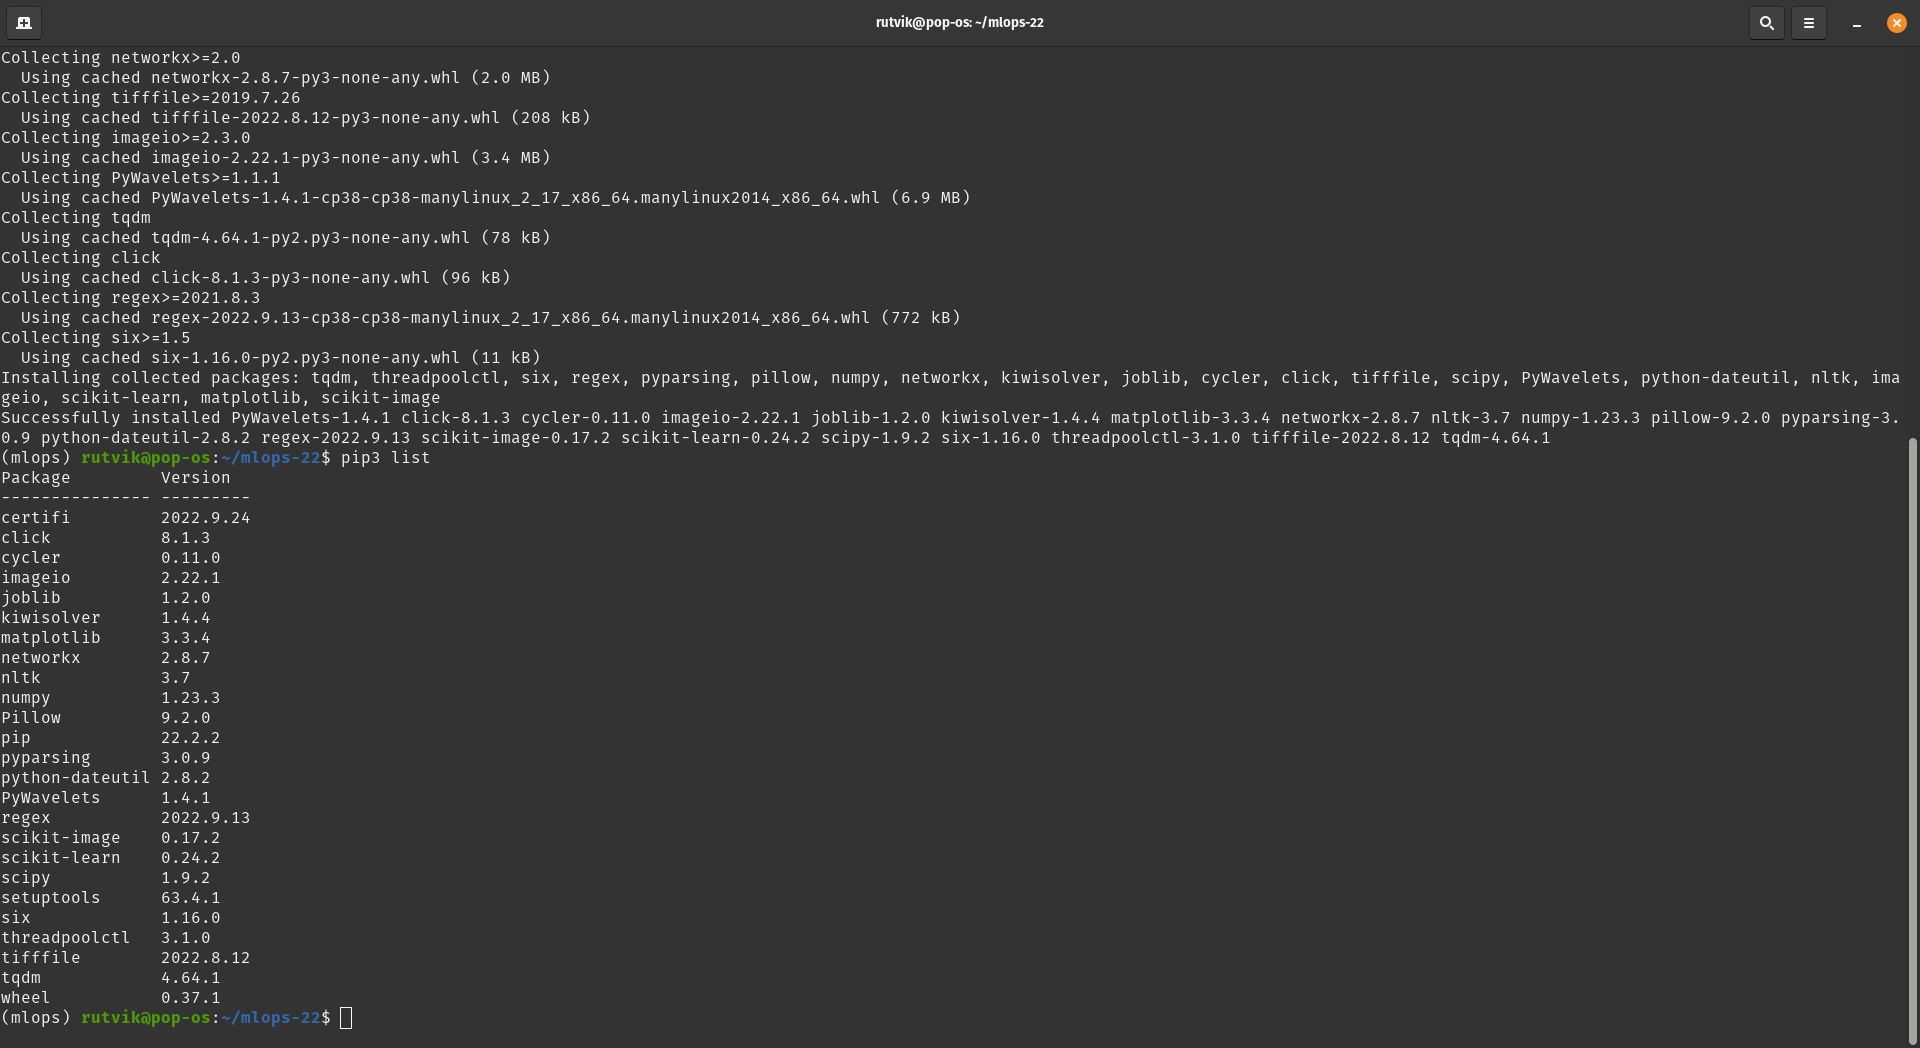 rutvik@pop-os: ~/mlops-22
Collecting networkx>=2.0
  Using cached networkx-2.8.7-py3-none-any.whl (2.0 MB)
Collecting tifffile>=2019.7.26
  Using cached tifffile-2022.8.12-py3-none-any.whl (208 kB)
Collecting imageio>=2.3.0
  Using cached imageio-2.22.1-py3-none-any.whl (3.4 MB)
Collecting PyWavelets>=1.1.1
  Using cached PyWavelets-1.4.1-cp38-cp38-manylinux_2_17_x86_64.manylinux2014_x86_64.whl (6.9 MB)
Collecting tqdm
  Using cached tqdm-4.64.1-py2.py3-none-any.whl (78 kB)
Collecting click
  Using cached click-8.1.3-py3-none-any.whl (96 kB)
Collecting regex>=2021.8.3
  Using cached regex-2022.9.13-cp38-cp38-manylinux_2_17_x86_64.manylinux2014_x86_64.whl (772 kB)
Collecting six>=1.5
  Using cached six-1.16.0-py2.py3-none-any.whl (11 kB)
Installing collected packages: tqdm, threadpoolctl, six, regex, pyparsing, pillow, numpy, networkx, kiwisolver, joblib, cycler, click, tifffile, scipy, PyWavelets, python-dateutil, nltk, ima
geio, scikit-learn, matplotlib, scikit-image
Successfully installed PyWavelets-1.4.1 click-8.1.3 cycler-0.11.0 imageio-2.22.1 joblib-1.2.0 kiwisolver-1.4.4 matplotlib-3.3.4 networkx-2.8.7 nltk-3.7 numpy-1.23.3 pillow-9.2.0 pyparsing-3.
0.9 python-dateutil-2.8.2 regex-2022.9.13 scikit-image-0.17.2 scikit-learn-0.24.2 scipy-1.9.2 six-1.16.0 threadpoolctl-3.1.0 tifffile-2022.8.12 tqdm-4.64.1
(mlops) rutvik@pop-os:~/mlops-22$ pip3 list
Package         Version
--------------- ---------
certifi         2022.9.24
click           8.1.3
cycler          0.11.0
imageio         2.22.1
joblib          1.2.0
kiwisolver      1.4.4
matplotlib      3.3.4
networkx        2.8.7
nltk            3.7
numpy           1.23.3
Pillow          9.2.0
pip             22.2.2
pyparsing       3.0.9
python-dateutil 2.8.2
PyWavelets      1.4.1
regex           2022.9.13
scikit-image    0.17.2
scikit-learn    0.24.2
scipy           1.9.2
setuptools      63.4.1
six             1.16.0
threadpoolctl   3.1.0
tifffile        2022.8.12
tqdm            4.64.1
wheel           0.37.1
(mlops) rutvik@pop-os:~/mlops-22$